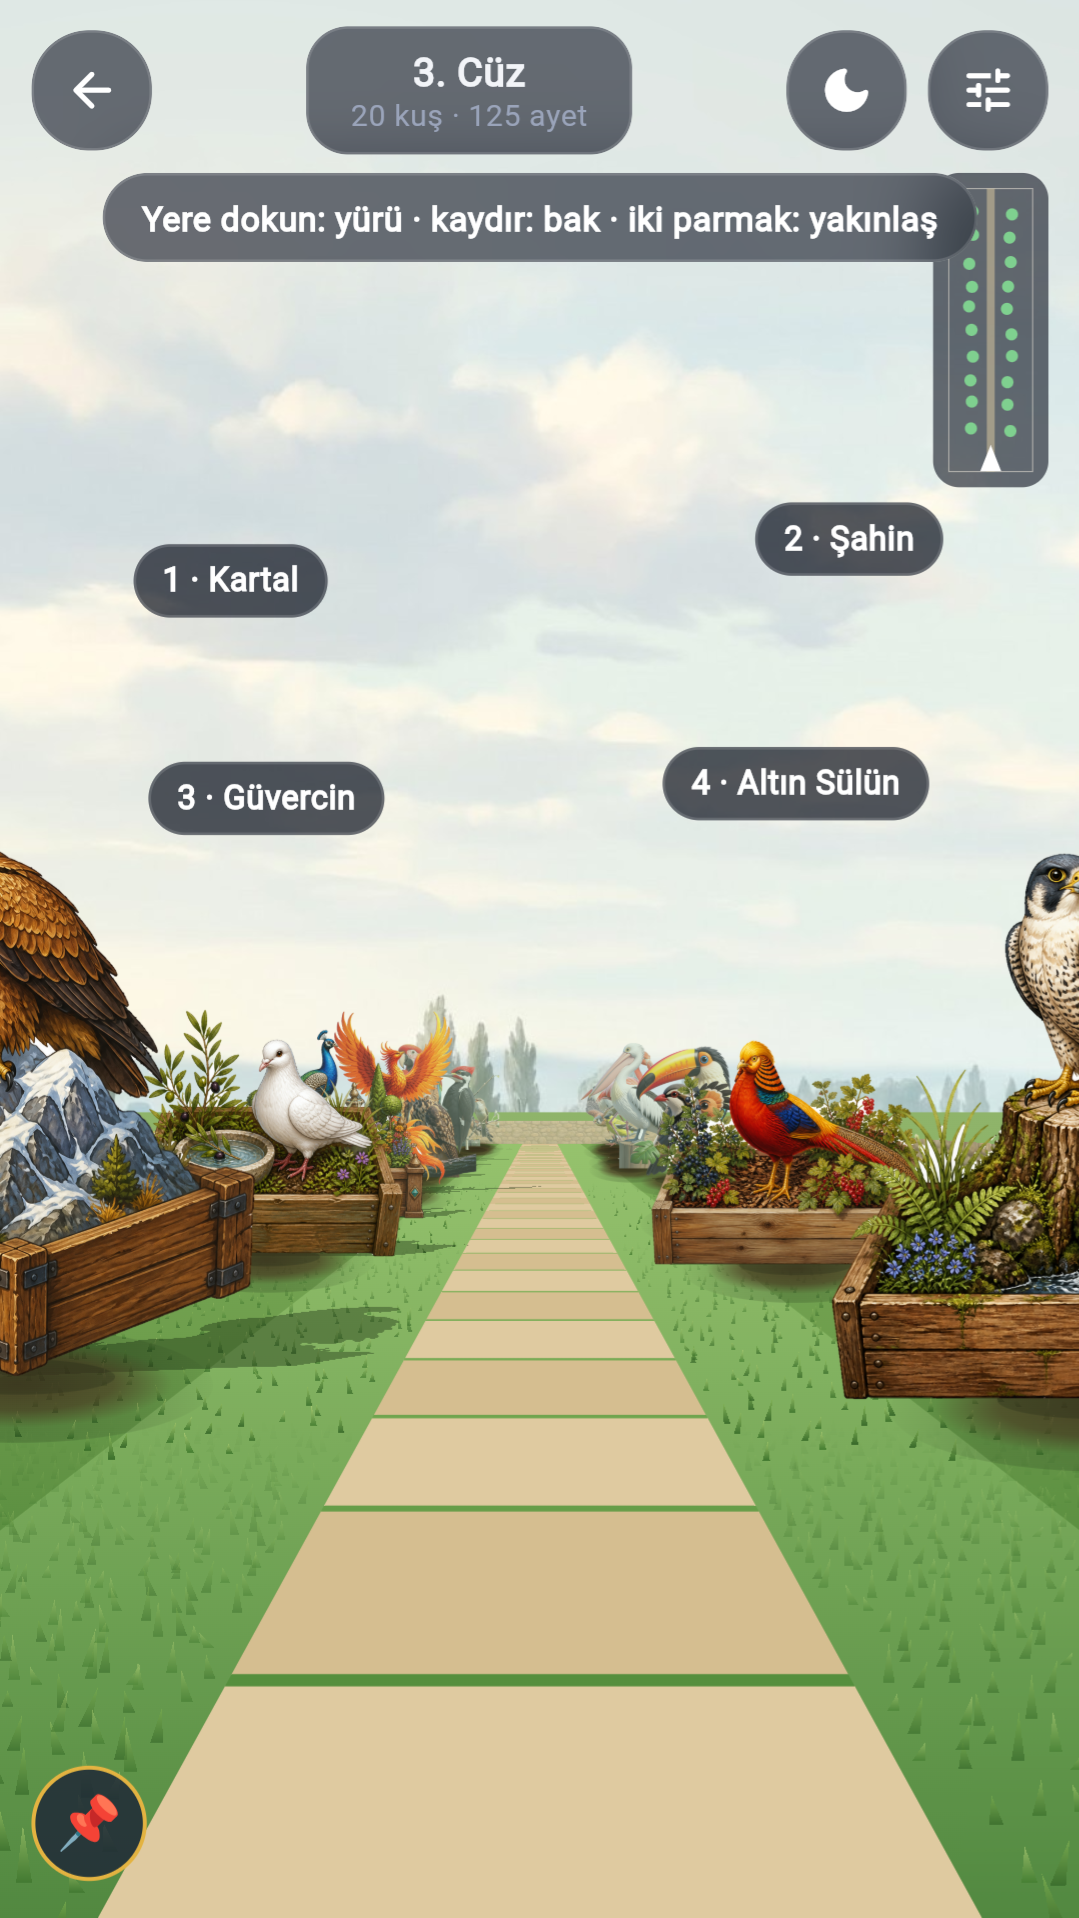 3. Cüz
20 kuş · 125 ayet
Yere dokun: yürü · kaydır: bak · iki parmak: yakınlaş
2 · Şahin
1 · Kartal
4 · Altın Sülün
3 · Güvercin